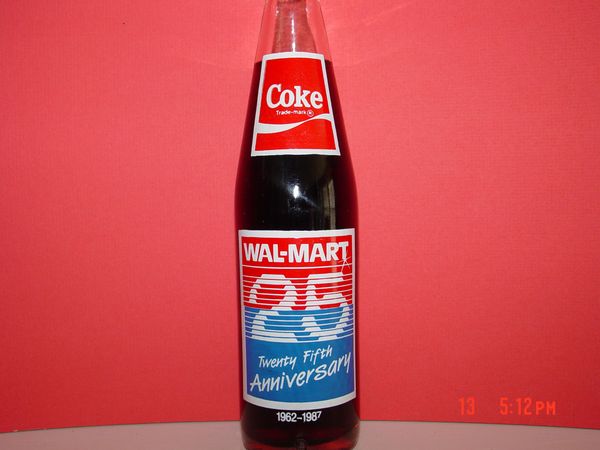 Coke
Trade-mark ®
WAL-MART
25
Twenty Fifth
Anniversary
1962-1987
13 5:12PM